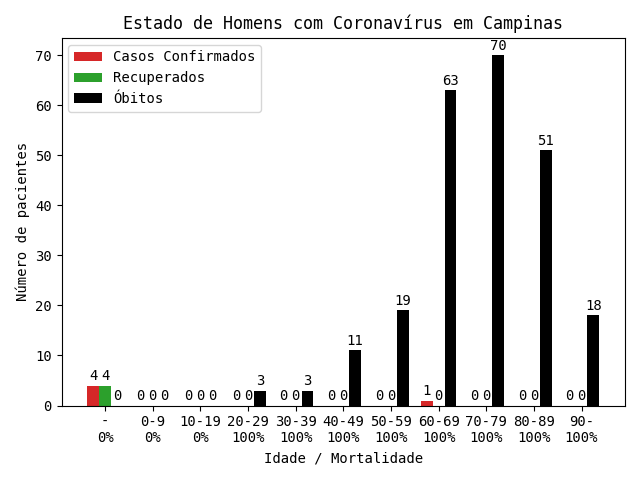 Estado de Homens com Coronavírus em Campinas
Casos Confirmados
Recuperados
Óbitos
Número de pacientes
70
60
50
40
30
20
10
0
4 4 0
0 0 0
0 0 0
0 0 3
0 0 3
0 0 11
0 0 19
1 0 63
0 0 70
0 0 51
0 0 18
- 0-9 10-19 20-29 30-39 40-49 50-59 60-69 70-79 80-89 90-
0% 0% 0% 100% 100% 100% 100% 100% 100% 100% 100%
Idade / Mortalidade